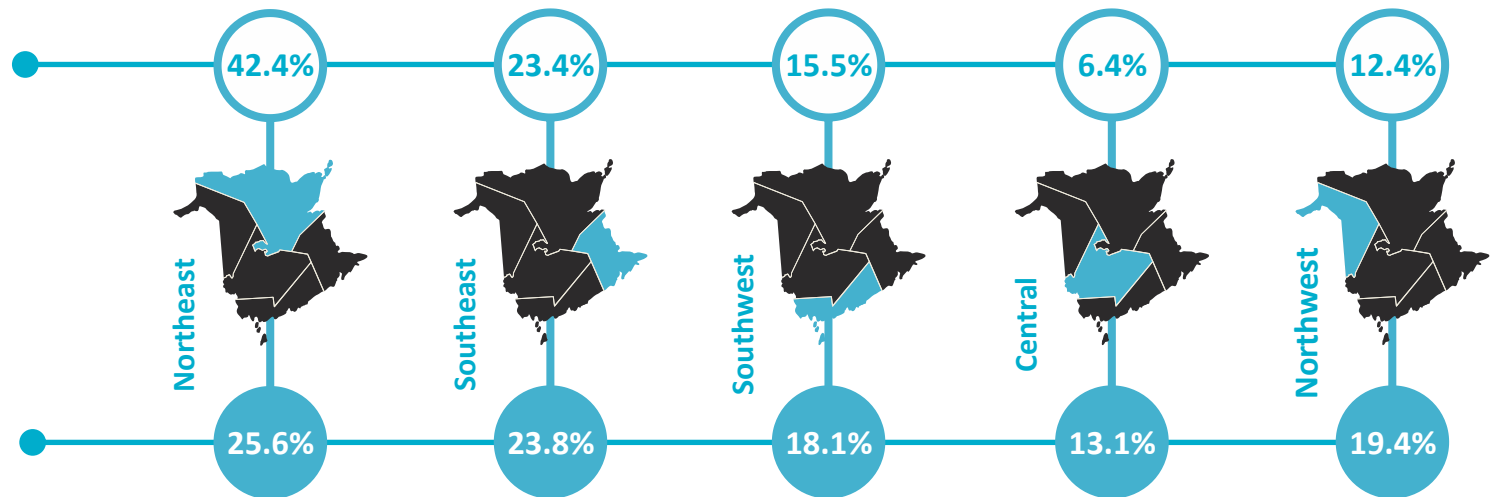 42.4%
23.4%
15.5%
6.4%
12.4%
Northeast
Southeast
Southwest
Central
Northwest
25.6%
23.8%
18.1%
13.1%
19.4%